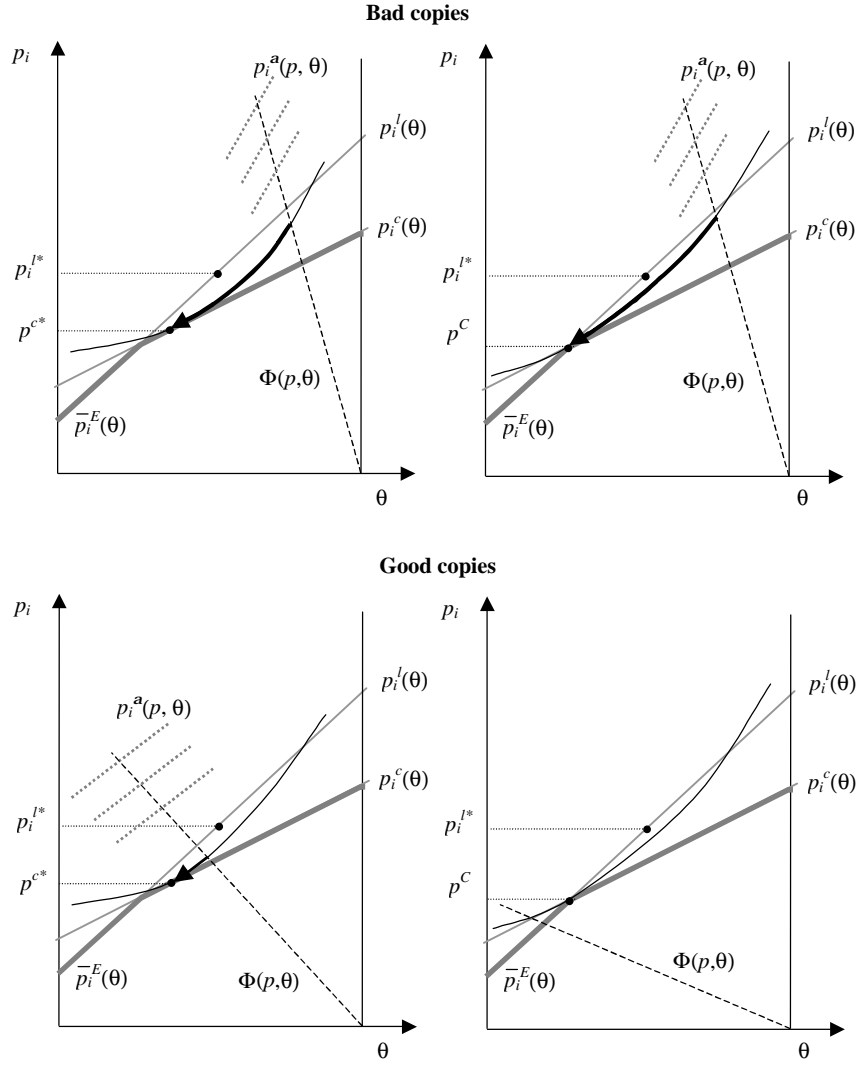 Bad copies
p_i p_i^a(p, θ) p_i^l(θ) p_i^c(θ) p_i^l* p^c* Φ(p,θ) p̅_i^E(θ) θ
p_i p_i^a(p, θ) p_i^l(θ) p_i^c(θ) p_i^l* p^C Φ(p,θ) p̅_i^E(θ) θ
Good copies
p_i p_i^l(θ) p_i^a(p, θ) p_i^c(θ) p_i^l* p^c* p̅_i^E(θ) Φ(p,θ) θ
p_i p_i^l(θ) p_i^c(θ) p_i^l* p^C Φ(p,θ) p̅_i^E(θ) θ